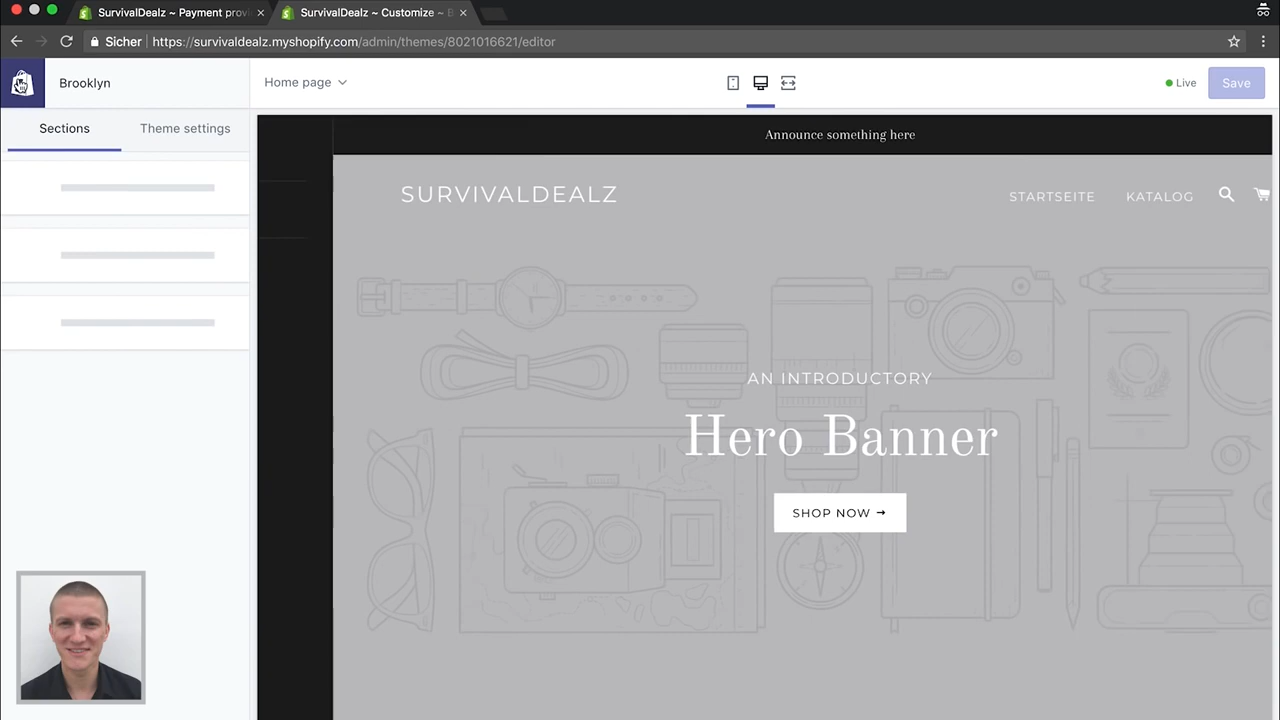 SurvivalDealz ~ Payment provi
SurvivalDealz ~ Customize ~ B
Sicher https://survivaldealz.myshopify.com/admin/themes/8021016621/editor
Brooklyn
Home page
Live
Save
Sections
Theme settings
Announce something here
SURVIVALDEALZ
STARTSEITE
KATALOG
AN INTRODUCTORY
Hero Banner
SHOP NOW →